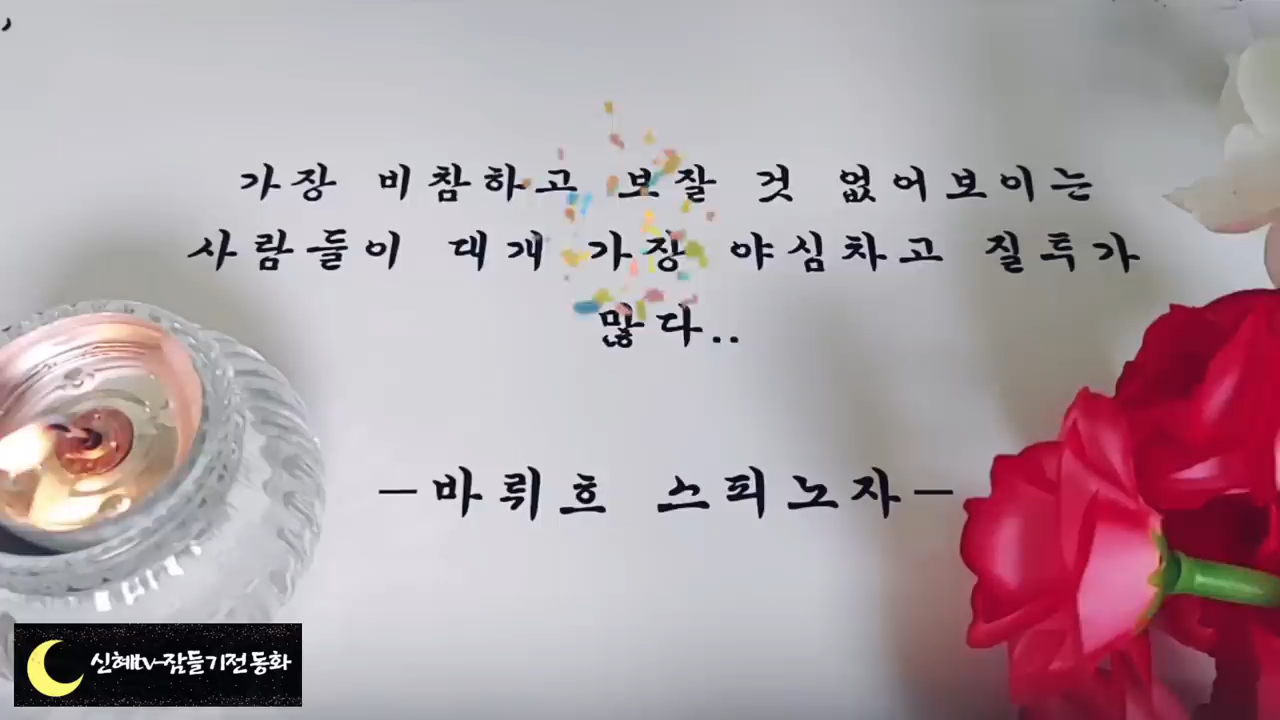 가장 비참하고 보잘 것 없어보이는
사람들이 대개 가장 야심차고 질투가
많다..
–바뤼흐 스피노자–
신혜tv-잠들기전 동화